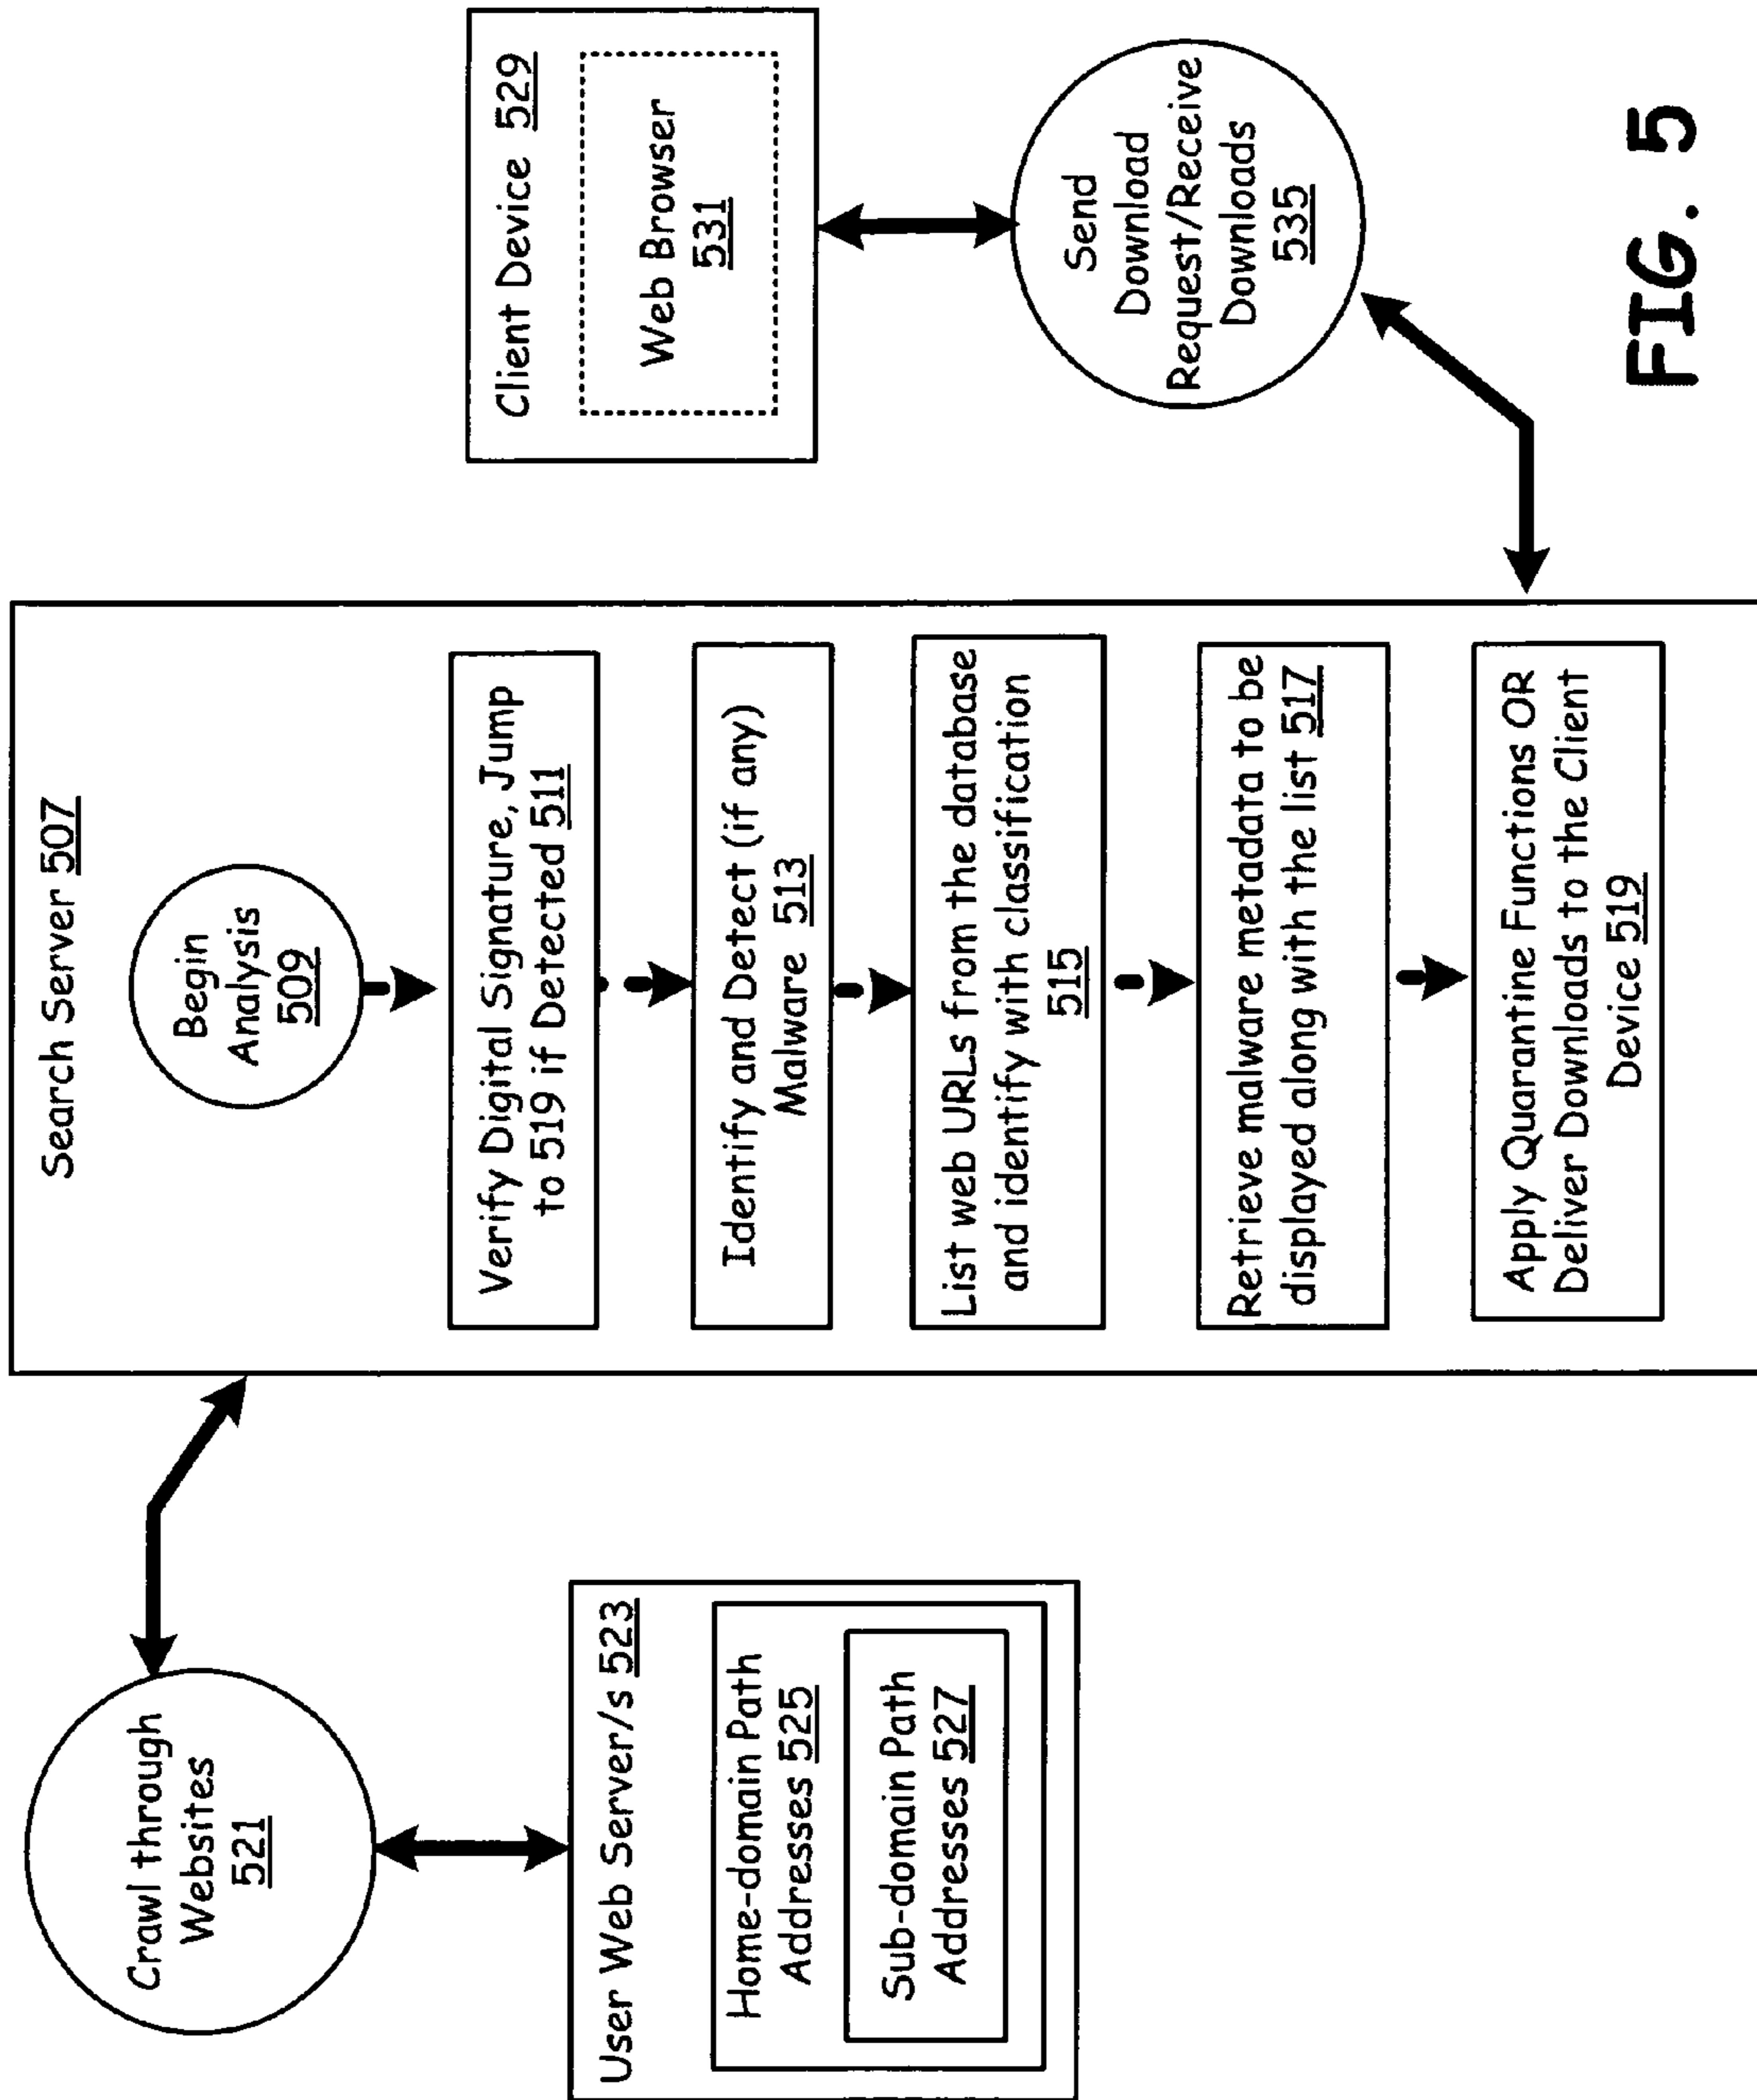 Crawl through
Websites
521
User Web Server/s 523
Home-domain Path
Addresses 525
Sub-domain Path
Addresses 527
Search Server 507
Begin
Analysis
509
Verify Digital Signature, Jump
to 519 if Detected 511
Identify and Detect (if any)
Malware 513
List web URLs from the database
and identify with classification
515
Retrieve malware metadata to be
displayed along with the list 517
Apply Quarantine Functions OR
Deliver Downloads to the Client
Device 519
Client Device 529
Web Browser
531
Send
Download
Request/Receive
Downloads
535
FIG. 5